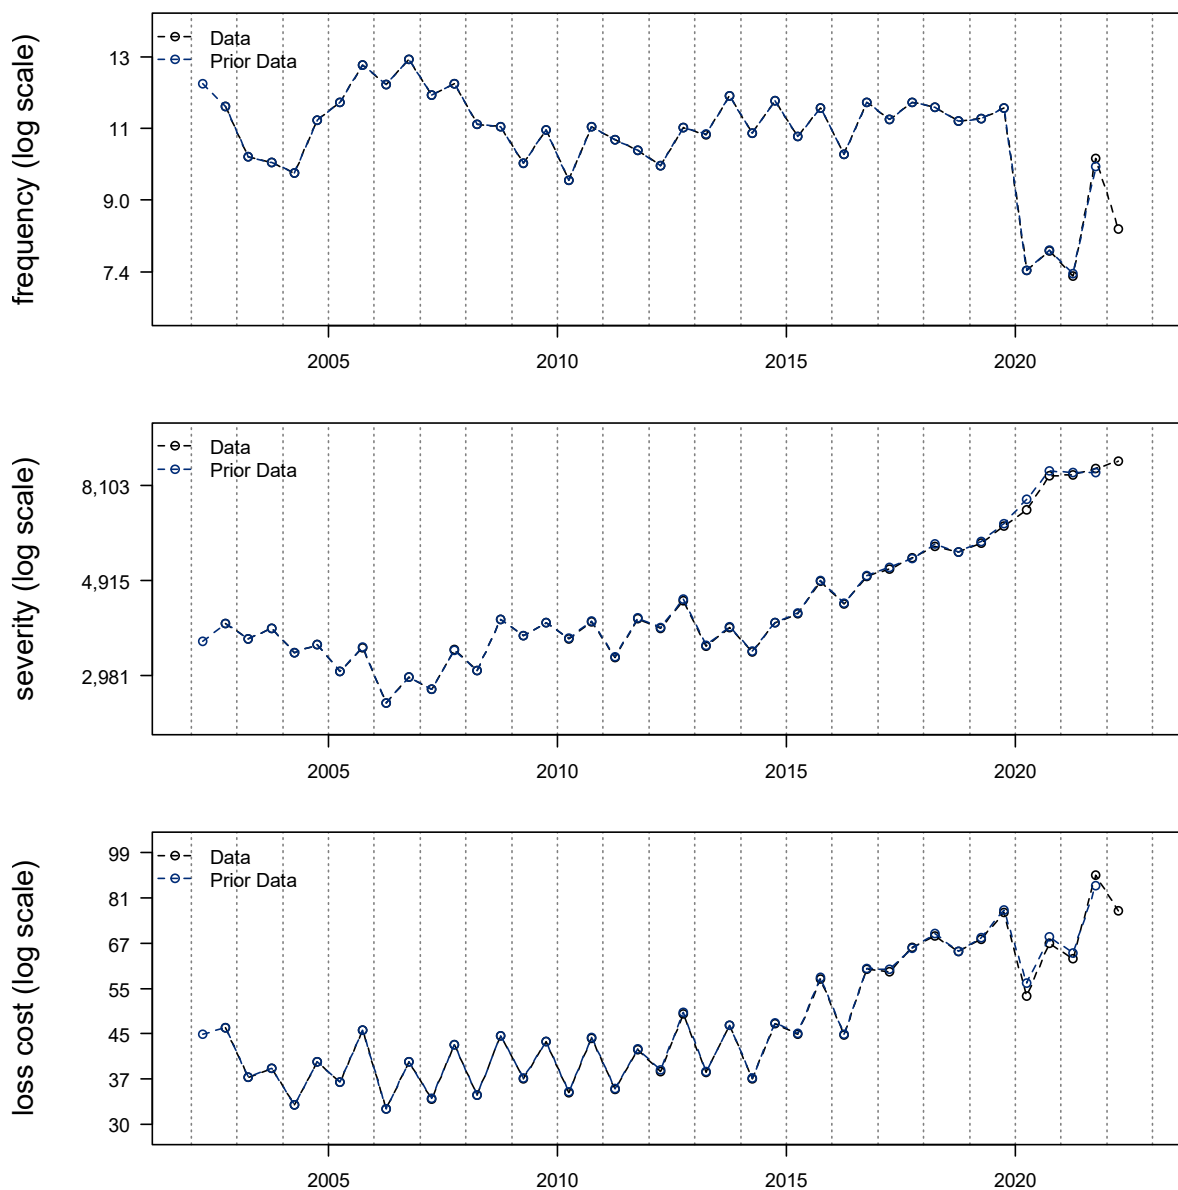 frequency (log scale)
Data
Prior Data
13
11
9.0
7.4
2005
2010
2015
2020
severity (log scale)
Data
Prior Data
8,103
4,915
2,981
2005
2010
2015
2020
loss cost (log scale)
Data
Prior Data
99
81
67
55
45
37
30
2005
2010
2015
2020